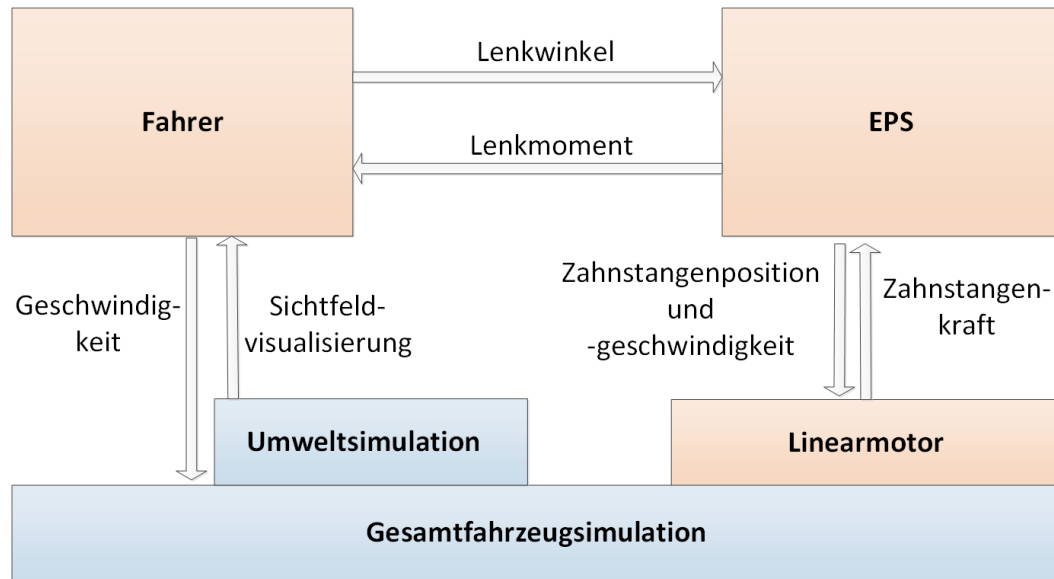 Lenkwinkel
Fahrer
EPS
Lenkmoment
Geschwindig-
keit
Sichtfeld-
visualisierung
Zahnstangenposition
und
-geschwindigkeit
Zahnstangen-
kraft
Umweltsimulation
Linearmotor
Gesamtfahrzeugsimulation